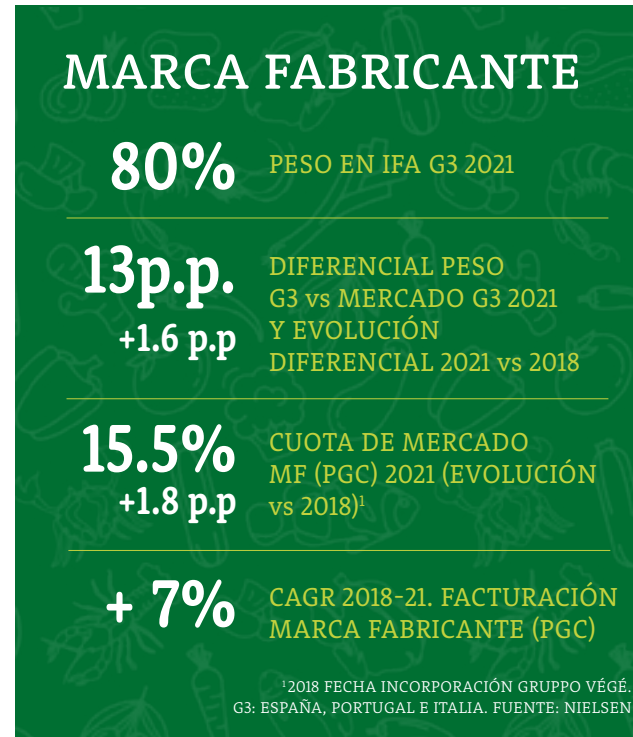 MARCA FABRICANTE
80% PESO EN IFA G3 2021
13p.p.
+1.6 p.p
DIFERENCIAL PESO
G3 vs MERCADO G3 2021
Y EVOLUCIÓN
DIFERENCIAL 2021 vs 2018
15.5%
+1.8 p.p
CUOTA DE MERCADO
MF (PGC) 2021 (EVOLUCIÓN
vs 2018)¹
+ 7%
CAGR 2018-21. FACTURACIÓN
MARCA FABRICANTE (PGC)
¹ 2018 FECHA INCORPORACIÓN GRUPPO VÉGÉ.
G3: ESPAÑA, PORTUGAL E ITALIA. FUENTE: NIELSEN